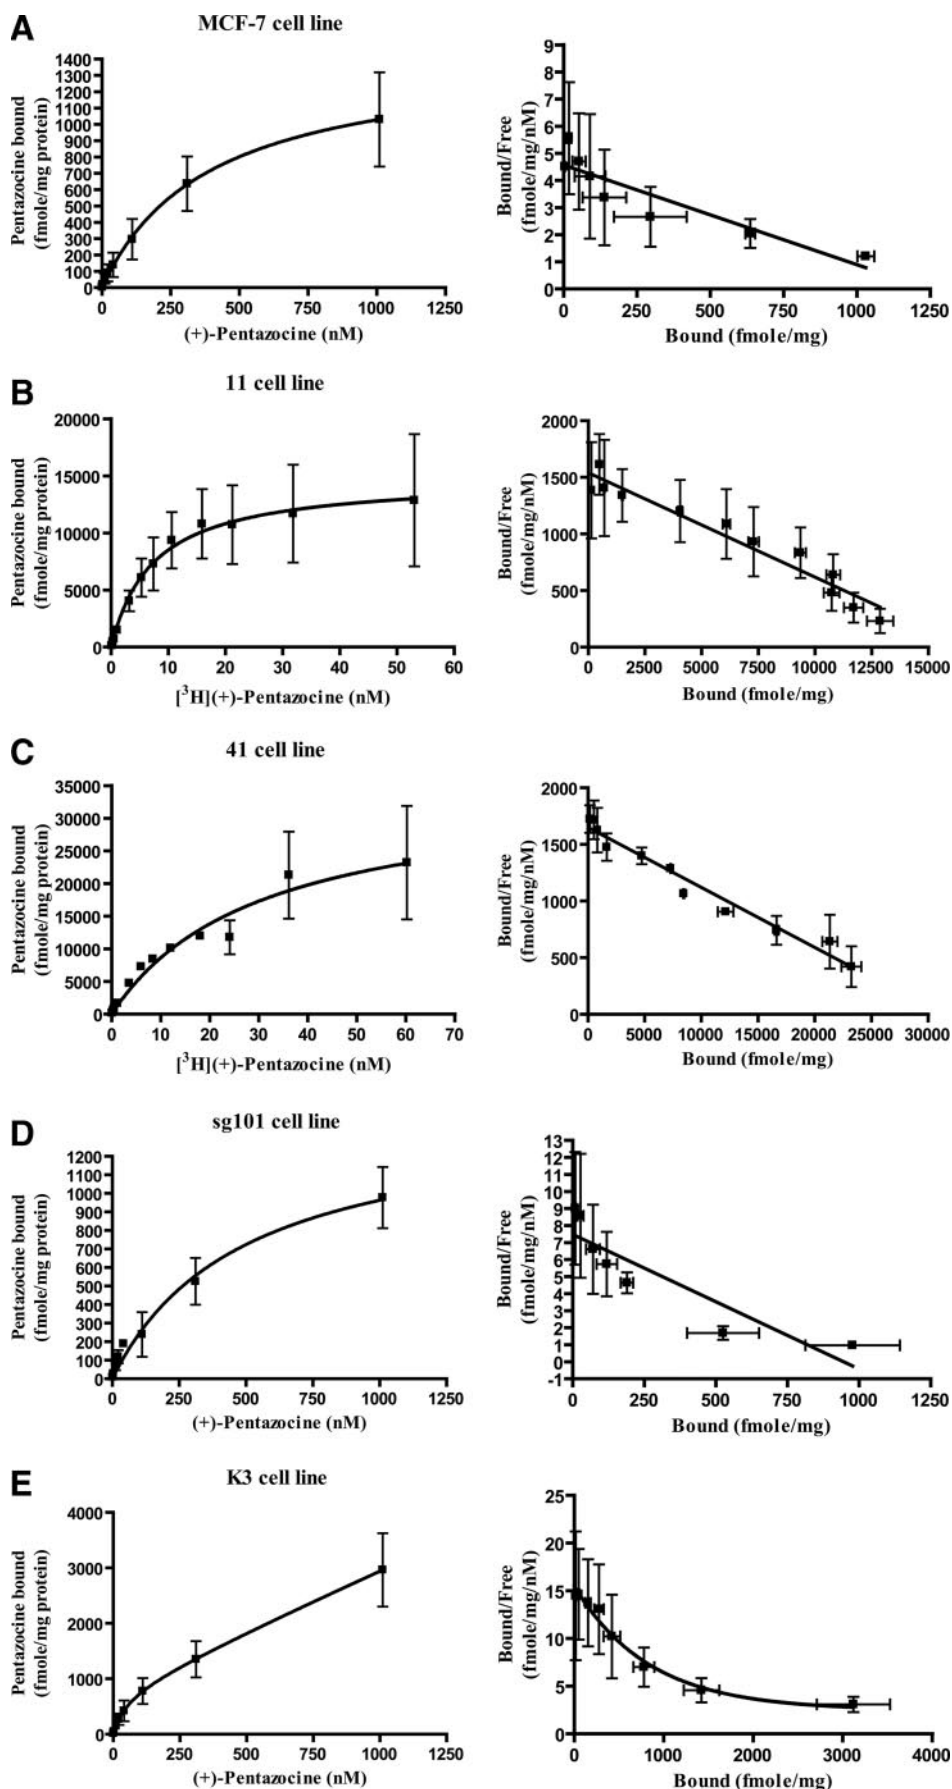 A
MCF-7 cell line
Pentazocine bound
(fmole/mg protein)
1400
1300
1200
1100
1000
900
800
700
600
500
400
300
200
100
0
0 250 500 750 1000 1250
(+)-Pentazocine (nM)
Bound/Free
(fmole/mg/nM)
9
8
7
6
5
4
3
2
1
0
0 250 500 750 1000 1250
Bound (fmole/mg)
B
11 cell line
Pentazocine bound
(fmole/mg protein)
20000
15000
10000
5000
0
0 10 20 30 40 50 60
[³H](+)-Pentazocine (nM)
Bound/Free
(fmole/mg/nM)
2000
1500
1000
500
0
0 2500 5000 7500 10000 12500 15000
Bound (fmole/mg)
C
41 cell line
Pentazocine bound
(fmole/mg protein)
35000
30000
25000
20000
15000
10000
5000
0
0 10 20 30 40 50 60 70
[³H](+)-Pentazocine (nM)
Bound/Free
(fmole/mg/nM)
2000
1500
1000
500
0
0 5000 10000 15000 20000 25000 30000
Bound (fmole/mg)
D
sg101 cell line
Pentazocine bound
(fmole/mg protein)
1200
1100
1000
900
800
700
600
500
400
300
200
100
0
0 250 500 750 1000 1250
(+)-Pentazocine (nM)
Bound/Free
(fmole/mg/nM)
13
12
11
10
9
8
7
6
5
4
3
2
1
0
-1
0 250 500 750 1000 1250
Bound (fmole/mg)
E
K3 cell line
Pentazocine bound
(fmole/mg protein)
4000
3000
2000
1000
0
0 250 500 750 1000 1250
(+)-Pentazocine (nM)
Bound/Free
(fmole/mg/nM)
25
20
15
10
5
0
0 1000 2000 3000 4000
Bound (fmole/mg)